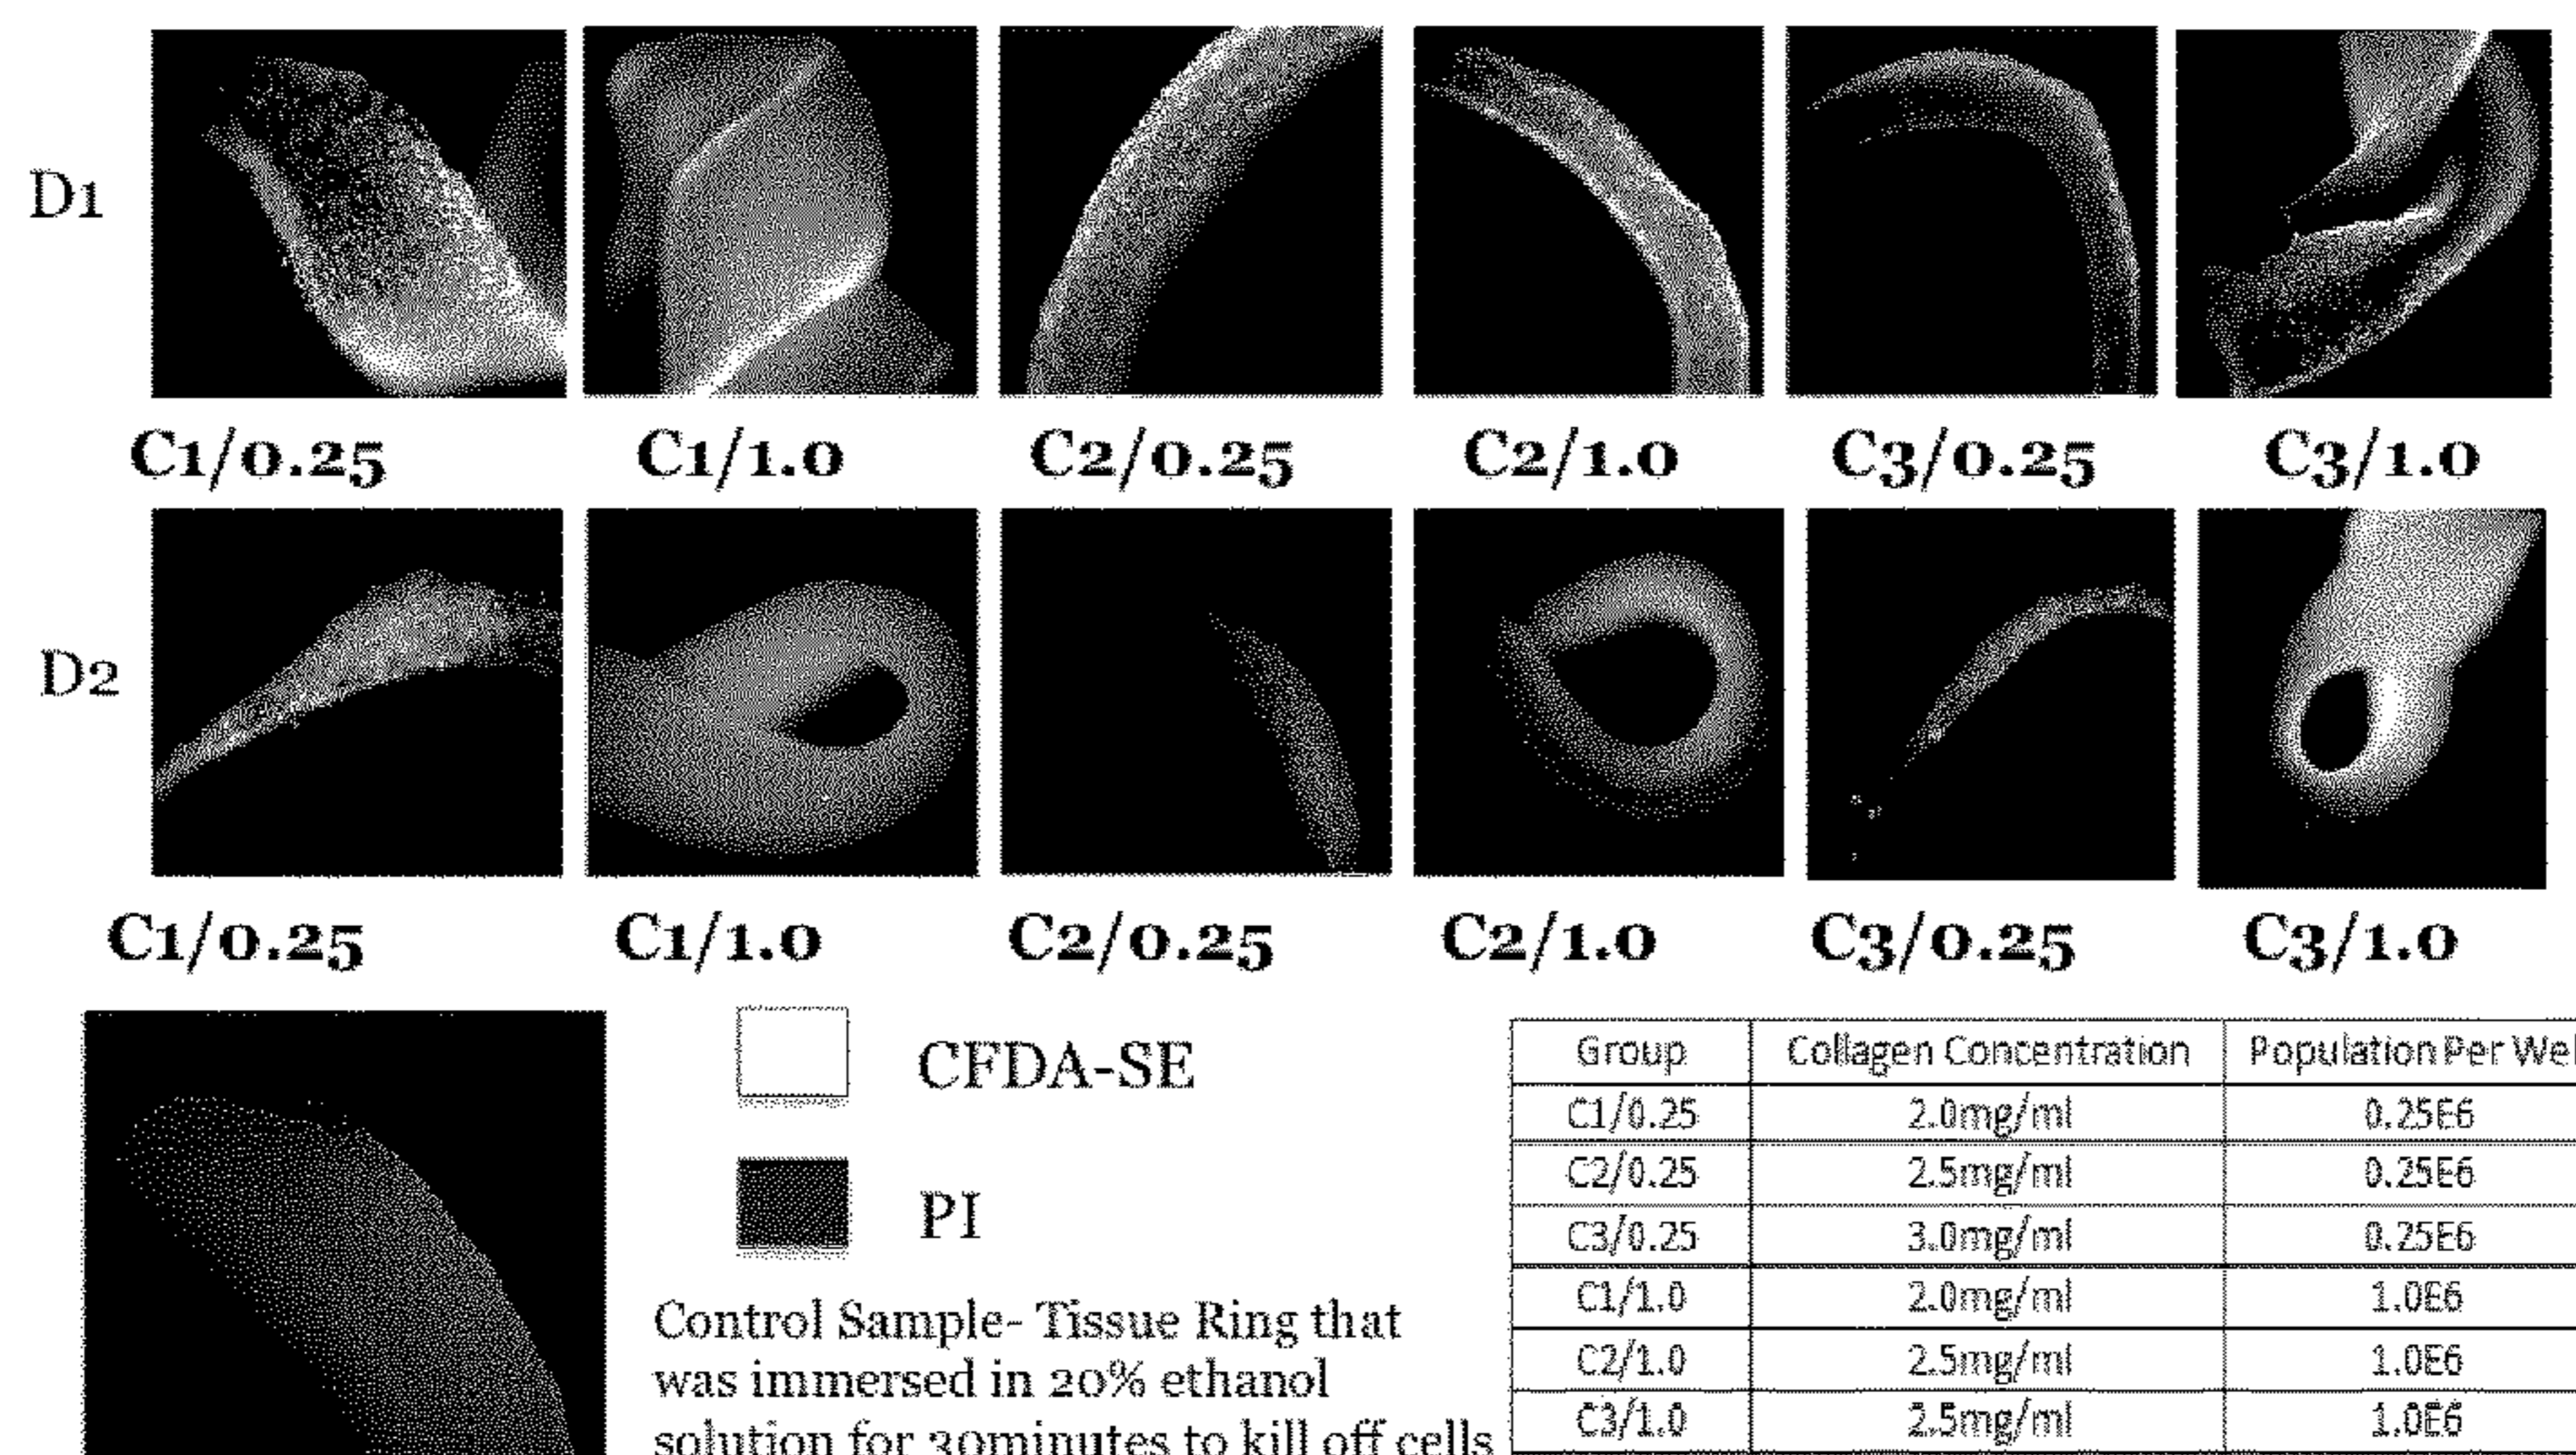 D1
C1/0.25 C1/1.0 C2/0.25 C2/1.0 C3/0.25 C3/1.0
D2
C1/0.25 C1/1.0 C2/0.25 C2/1.0 C3/0.25 C3/1.0
CFDA-SE
PI
Control Sample- Tissue Ring that
was immersed in 20% ethanol
solution for 30minutes to kill off cells
Group Collagen Concentration Population Per Wel
C1/0.25 2.0mg/ml 0.25E6
C2/0.25 2.5mg/ml 0.25E6
C3/0.25 3.0mg/ml 0.25E6
C1/1.0 2.0mg/ml 1.0E6
C2/1.0 2.5mg/ml 1.0E6
C3/1.0 2.5mg/ml 1.0E6